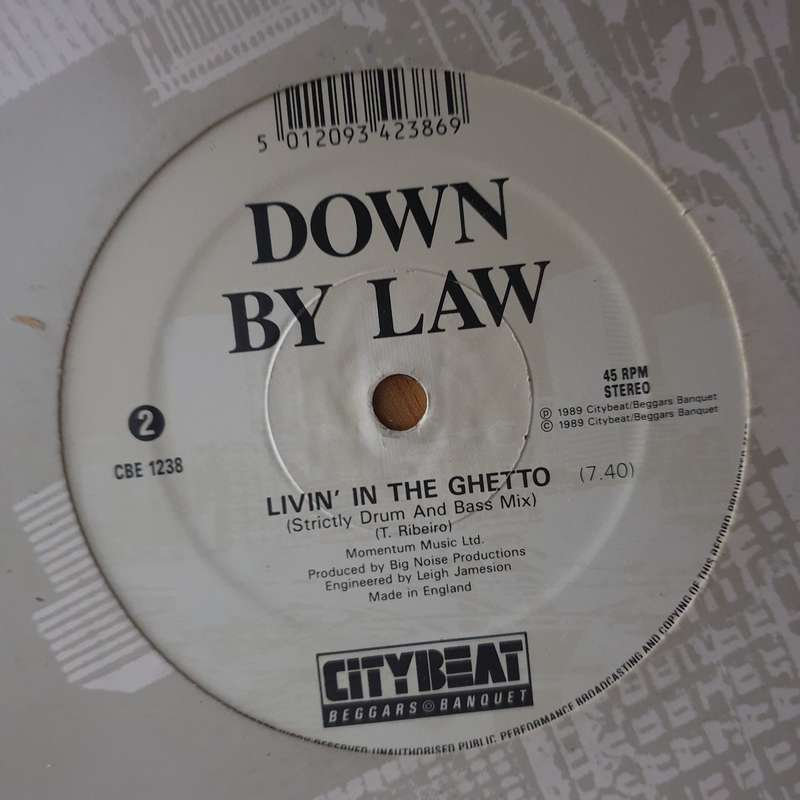 5 012093 423869
DOWN
BY LAW
45 RPM
STEREO
℗ 1989 Citybeat/Beggars Banquet
© 1989 Citybeat/Beggars Banquet
2
CBE 1238
LIVIN' IN THE GHETTO (7.40)
(Strictly Drum And Bass Mix)
(T. Ribeiro)
Momentum Music Ltd.
Produced by Big Noise Productions
Engineered by Leigh Jamesion
Made in England
CITYBEAT
BEGGARS BANQUET
RESERVED UNAUTHORISED PUBLIC PERFORMANCE BROADCASTING AND COPYING OF THIS RECORD PROHIBITED